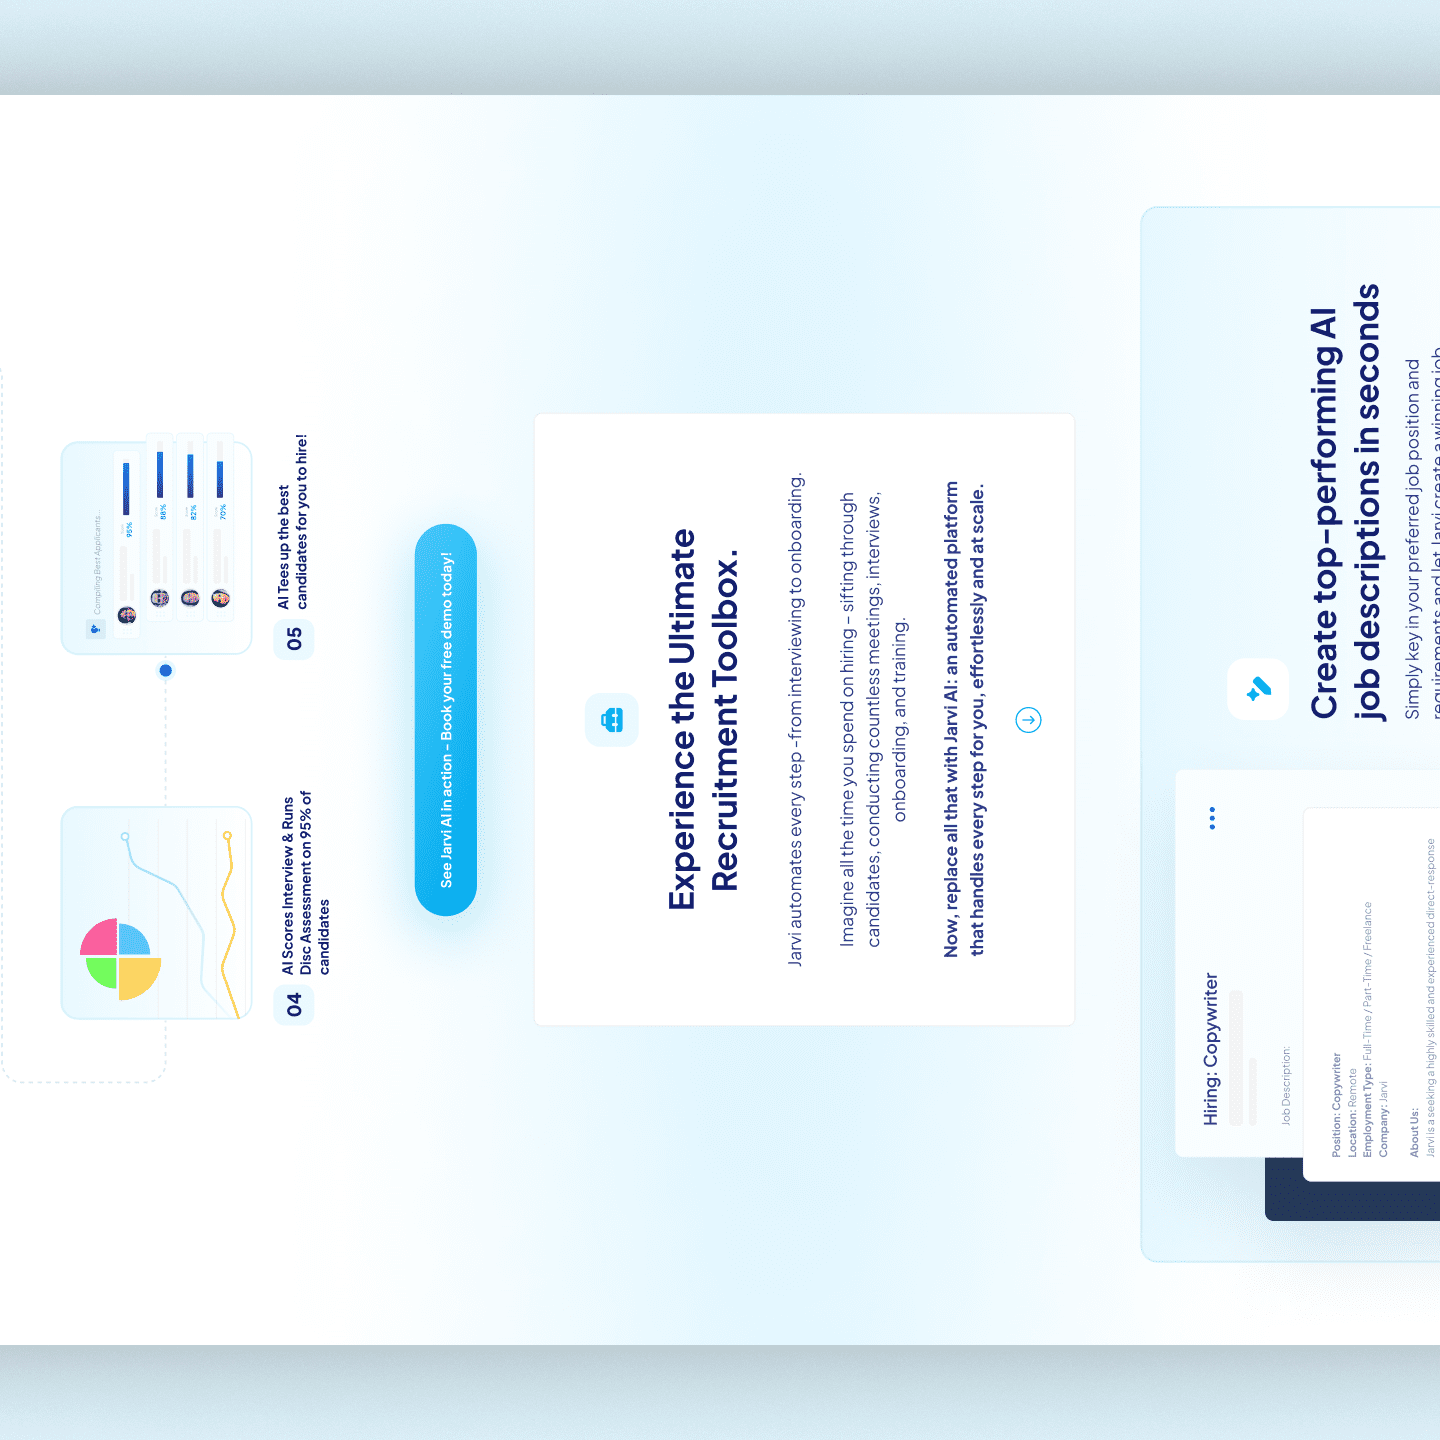 04
AI Scores Interview & Runs
Disc Assessment on 95% of
candidates
Compiling Best Applicants...
95%
88%
82%
70%
05
AI Tees up the best
candidates for you to hire!
See Jarvi AI in action – Book your free demo today!
Experience the Ultimate
Recruitment Toolbox.
Jarvi automates every step -from interviewing to onboarding.
Imagine all the time you spend on hiring – sifting through
candidates, conducting countless meetings, interviews,
onboarding, and training.
Now, replace all that with Jarvi AI: an automated platform
that handles every step for you, effortlessly and at scale.
Hiring: Copywriter
Job Description:
Position: Copywriter
Location: Remote
Employment Type: Full-Time / Part-Time / Freelance
Company: Jarvi
About Us:
Jarvi is a seeking a highly skilled and experienced direct-response
Create top-performing AI
job descriptions in seconds
Simply key in your preferred job position and
requirements and let Jarvi create a winning job